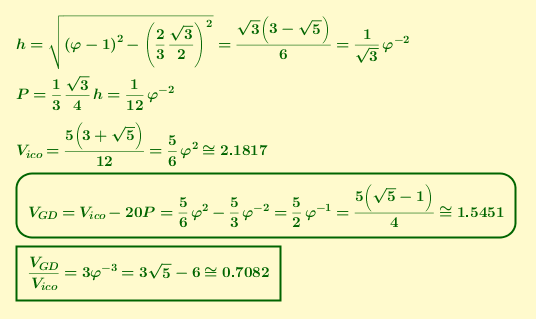 h = √((φ − 1)² − (2/3 √3/2)²) = √3(3 − √5)/6 = 1/√3 φ⁻²
P = 1/3 √3/4 h = 1/12 φ⁻²
V_ico = 5(3 + √5)/12 = 5/6 φ² ≅ 2.1817
V_GD = V_ico − 20P = 5/6 φ² − 5/3 φ⁻² = 5/2 φ⁻¹ = 5(√5 − 1)/4 ≅ 1.5451
V_GD/V_ico = 3φ⁻³ = 3√5 − 6 ≅ 0.7082